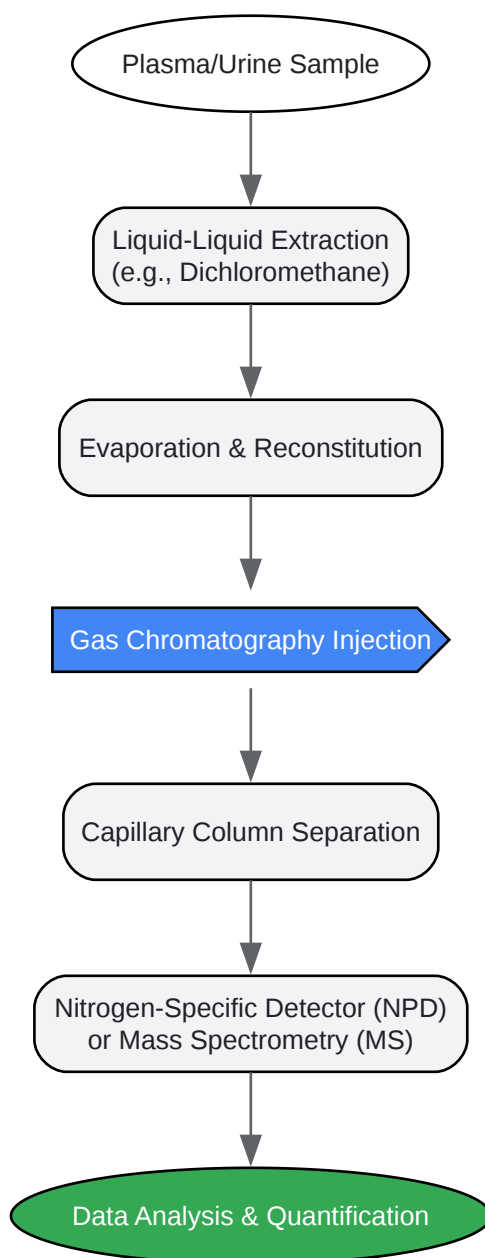 Plasma/Urine Sample
Liquid-Liquid Extraction
(e.g., Dichloromethane)
Evaporation & Reconstitution
Gas Chromatography Injection
Capillary Column Separation
Nitrogen-Specific Detector (NPD)
or Mass Spectrometry (MS)
Data Analysis & Quantification